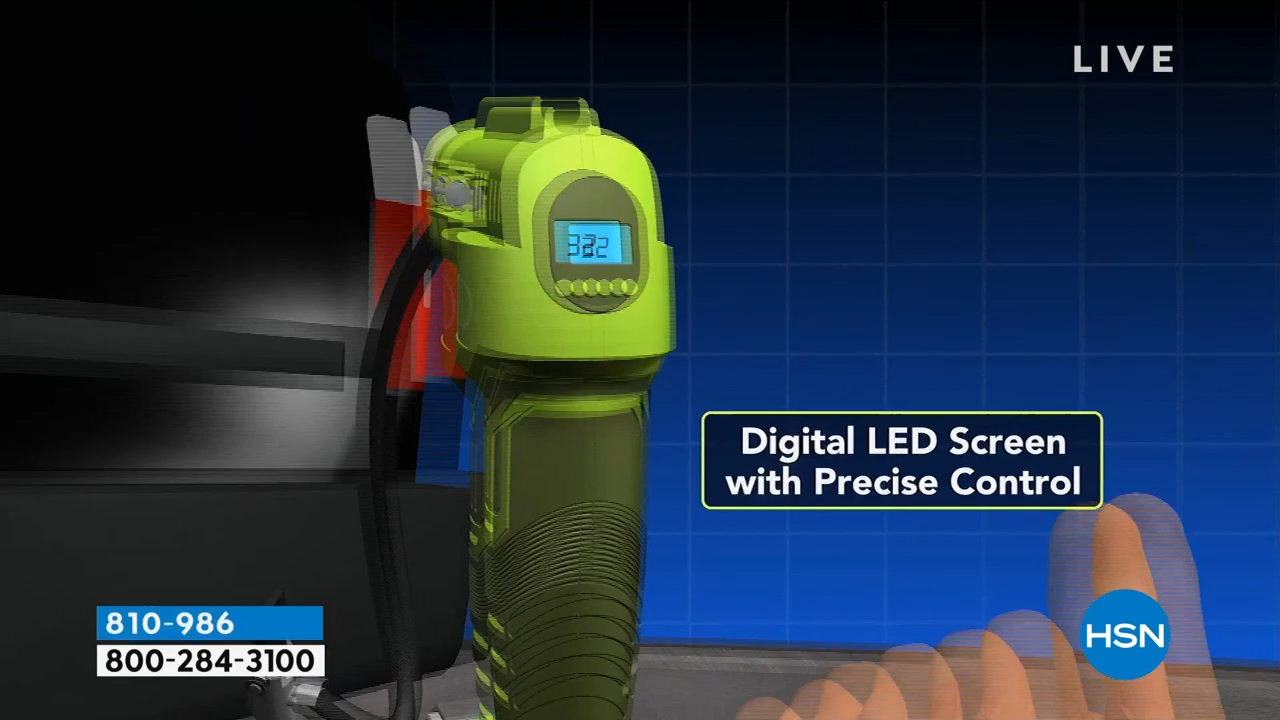 LIVE
Digital LED Screen
with Precise Control
810-986
800-284-3100
HSN